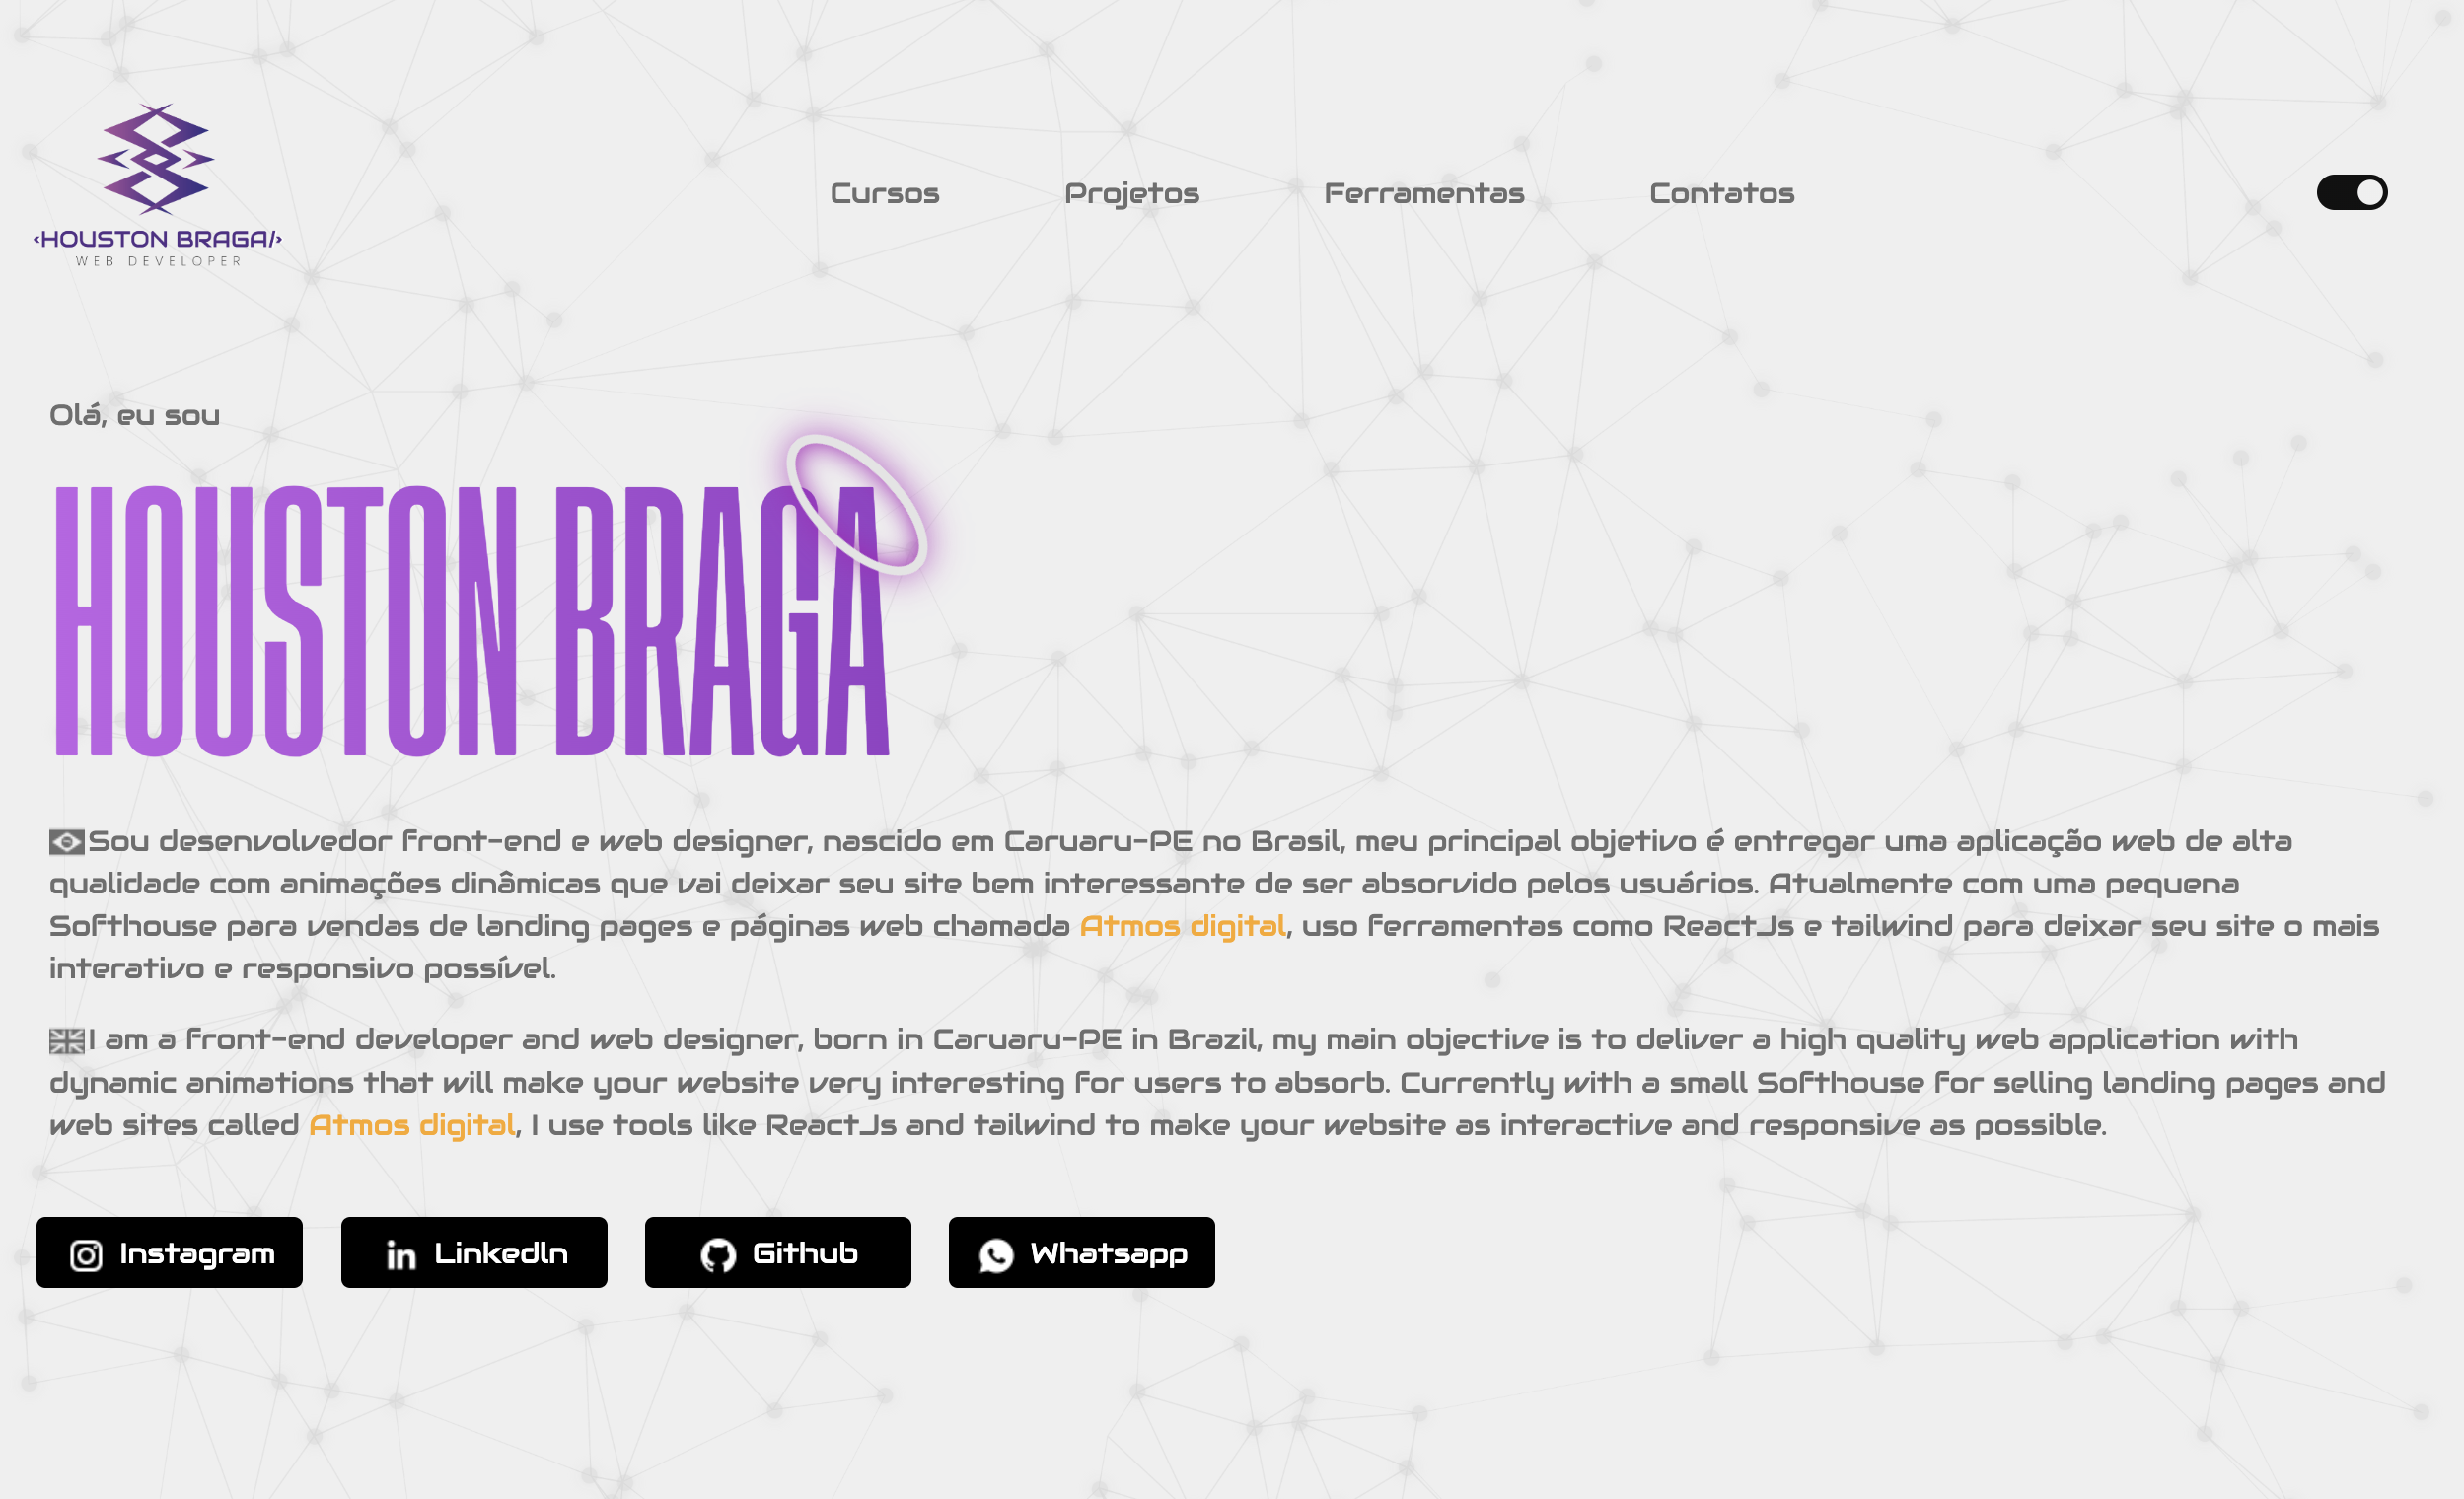 ‹HOUSTON BRAGA/›
WEB DEVELOPER
Cursos
Projetos
Ferramentas
Contatos
Olá, eu sou
HOUSTON BRAGA
Sou desenvolvedor front-end e web designer, nascido em Caruaru-PE no Brasil, meu principal objetivo é entregar uma aplicação web de alta
qualidade com animações dinâmicas que vai deixar seu site bem interessante de ser absorvido pelos usuários. Atualmente com uma pequena
Softhouse para vendas de landing pages e páginas web chamada Atmos digital, uso ferramentas como ReactJs e tailwind para deixar seu site o mais
interativo e responsivo possível.
I am a front-end developer and web designer, born in Caruaru-PE in Brazil, my main objective is to deliver a high quality web application with
dynamic animations that will make your website very interesting for users to absorb. Currently with a small Softhouse for selling landing pages and
web sites called Atmos digital, I use tools like ReactJs and tailwind to make your website as interactive and responsive as possible.
Instagram
LinkedIn
Github
Whatsapp